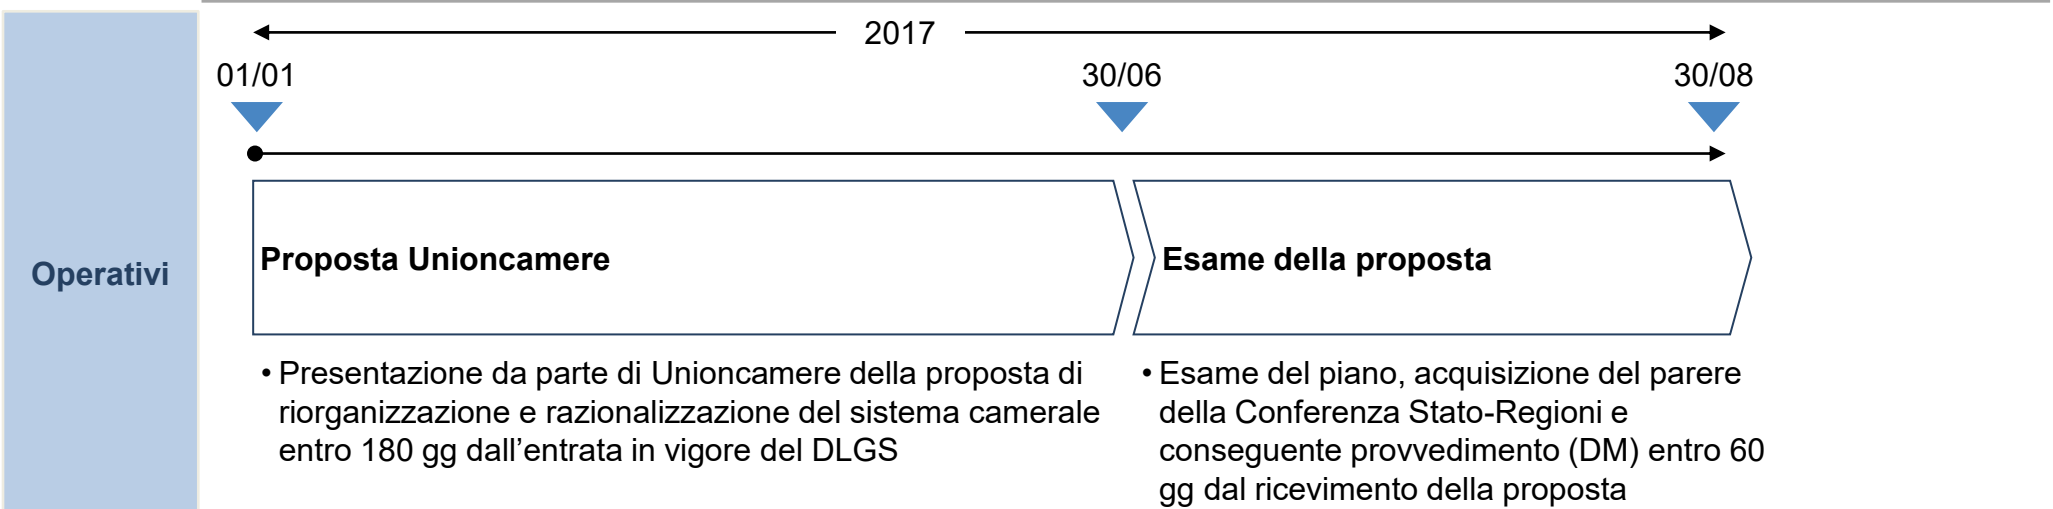 2017
01/01
30/06
30/08
Operativi
Proposta Unioncamere
Esame della proposta
• Presentazione da parte di Unioncamere della proposta di
riorganizzazione e razionalizzazione del sistema camerale
entro 180 gg dall’entrata in vigore del DLGS
• Esame del piano, acquisizione del parere
della Conferenza Stato-Regioni e
conseguente provvedimento (DM) entro 60
gg dal ricevimento della proposta